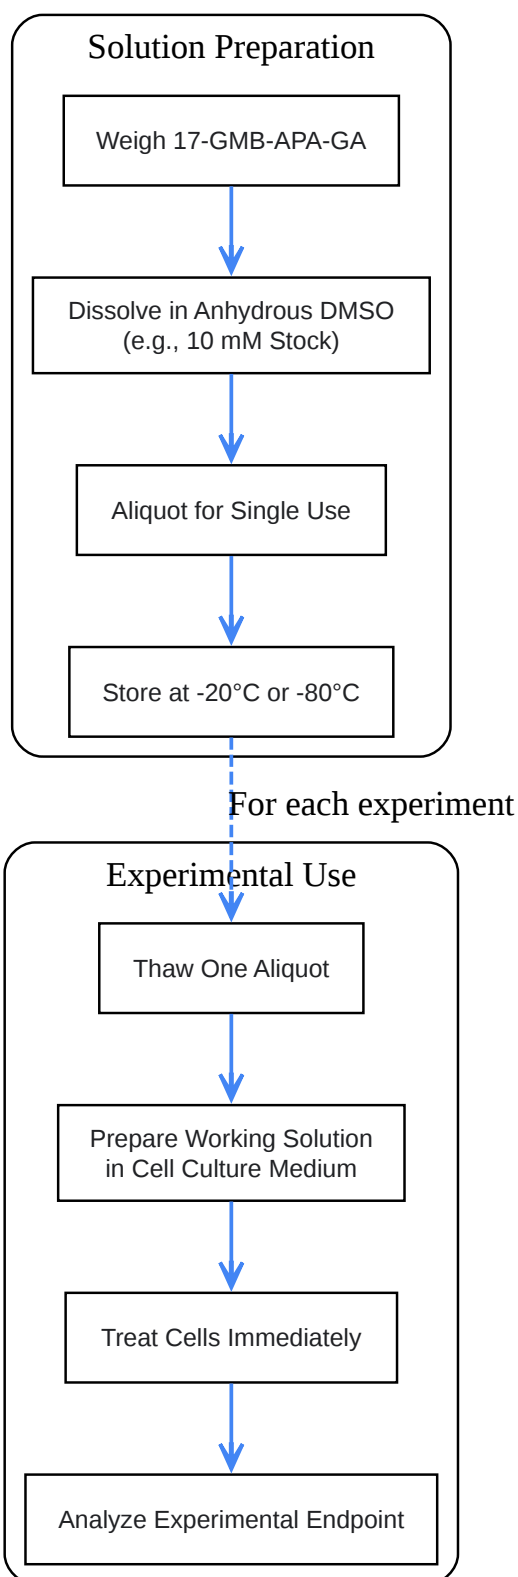 Solution Preparation
Weigh 17-GMB-APA-GA
Dissolve in Anhydrous DMSO
(e.g., 10 mM Stock)
Aliquot for Single Use
Store at -20°C or -80°C
For each experiment
Experimental Use
Thaw One Aliquot
Prepare Working Solution
in Cell Culture Medium
Treat Cells Immediately
Analyze Experimental Endpoint